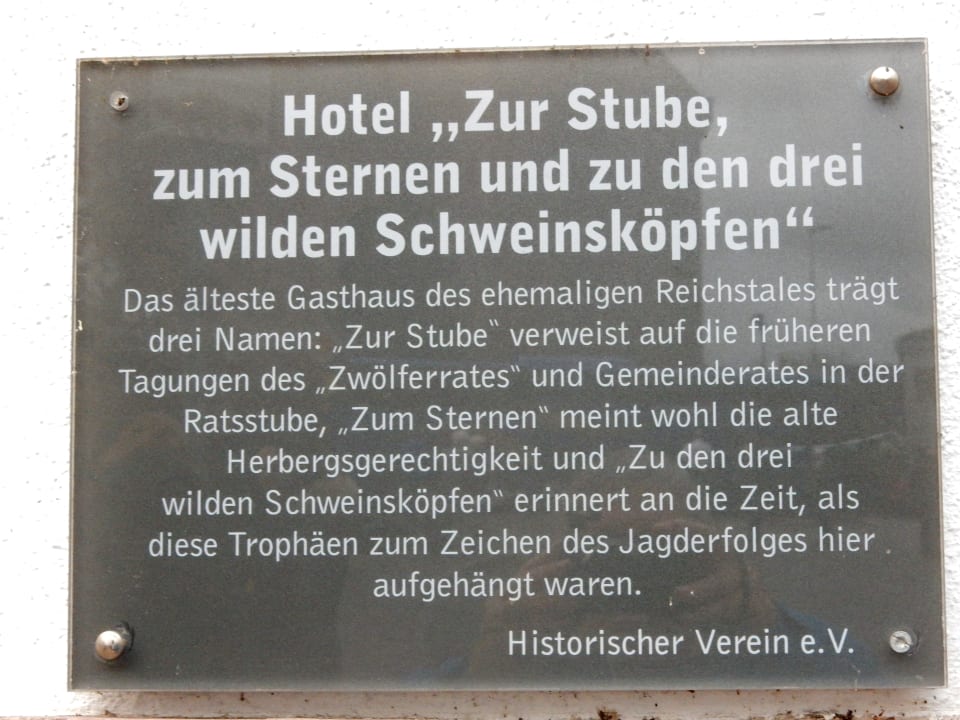 Hotel „Zur Stube,
zum Sternen und zu den drei
wilden Schweinsköpfen“
Das älteste Gasthaus des ehemaligen Reichstales trägt
drei Namen: „Zur Stube“ verweist auf die früheren
Tagungen des „Zwölferrates“ und Gemeinderates in der
Ratsstube, „Zum Sternen“ meint wohl die alte
Herbergsgerechtigkeit und „Zu den drei
wilden Schweinsköpfen“ erinnert an die Zeit, als
diese Trophäen zum Zeichen des Jagderfolges hier
aufgehängt waren.
Historischer Verein e.V.